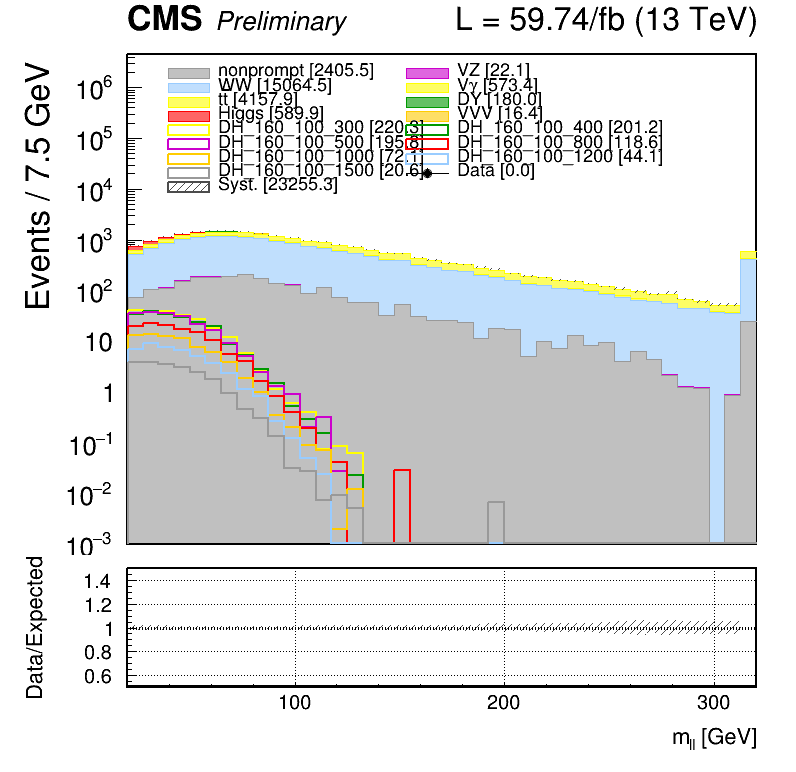 CMS Preliminary L = 59.74/fb (13 TeV)
nonprompt [2405.5] VZ [22.1]
WW [15064.5] Vγ [573.4]
tt [4157.9] DY [180.0]
Higgs [589.9] VVV [16.4]
DH_160_100_300 [220.3] DH_160_100_400 [201.2]
DH_160_100_500 [195.8] DH_160_100_800 [118.6]
DH_160_100_1000 [72.1] DH_160_100_1200 [44.1]
DH_160_100_1500 [20.6] Data [0.0]
Syst. [23255.3]
Events / 7.5 GeV
10⁶
10⁵
10⁴
10³
10²
10
1
10⁻¹
10⁻²
10⁻³
Data/Expected
1.4
1.2
1
0.8
0.6
100 200 300
m_ll [GeV]